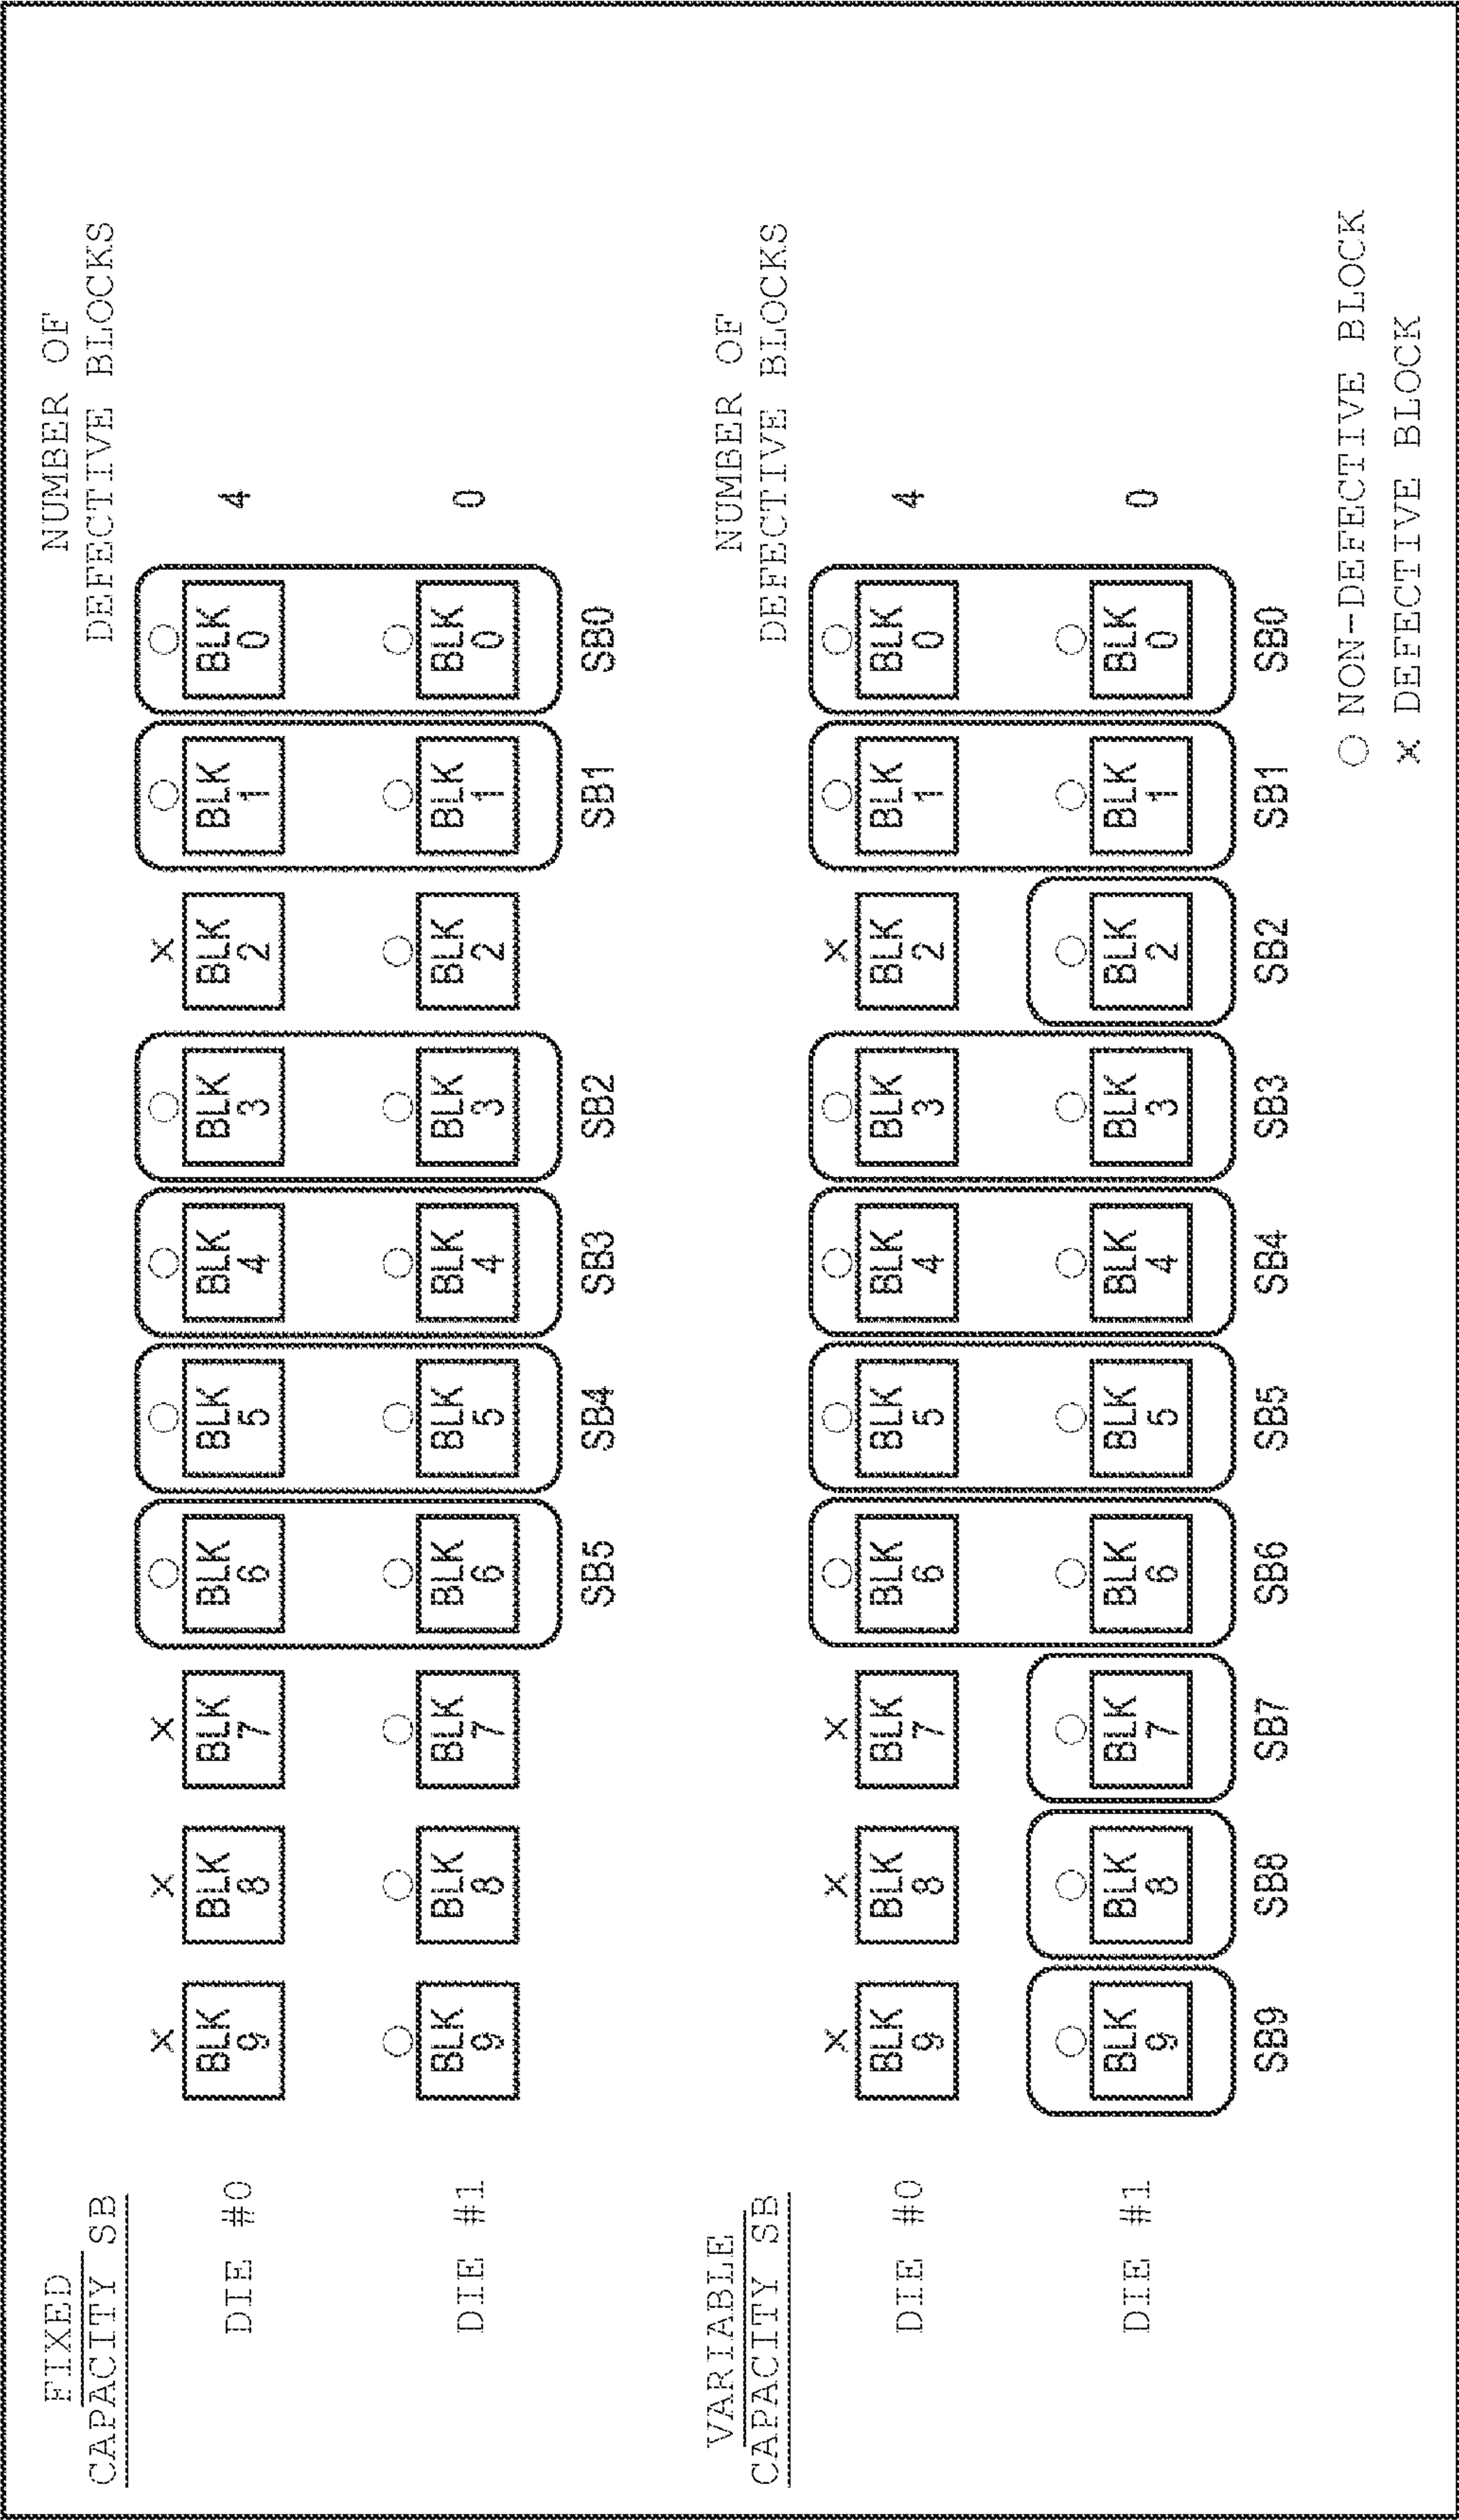 FIXED
CAPACITY SB
NUMBER OF
DEFECTIVE BLOCKS
DIE #0
BLK 9
BLK 8
BLK 7
BLK 6
BLK 5
BLK 4
BLK 3
BLK 2
BLK 1
BLK 0
4
DIE #1
BLK 9
BLK 8
BLK 7
BLK 6
BLK 5
BLK 4
BLK 3
BLK 2
BLK 1
BLK 0
0
SB5
SB4
SB3
SB2
SB1
SB0
VARIABLE
CAPACITY SB
NUMBER OF
DEFECTIVE BLOCKS
DIE #0
BLK 9
BLK 8
BLK 7
BLK 6
BLK 5
BLK 4
BLK 3
BLK 2
BLK 1
BLK 0
4
DIE #1
BLK 9
BLK 8
BLK 7
BLK 6
BLK 5
BLK 4
BLK 3
BLK 2
BLK 1
BLK 0
0
SB9
SB8
SB7
SB6
SB5
SB4
SB3
SB2
SB1
SB0
○ NON-DEFECTIVE BLOCK
× DEFECTIVE BLOCK